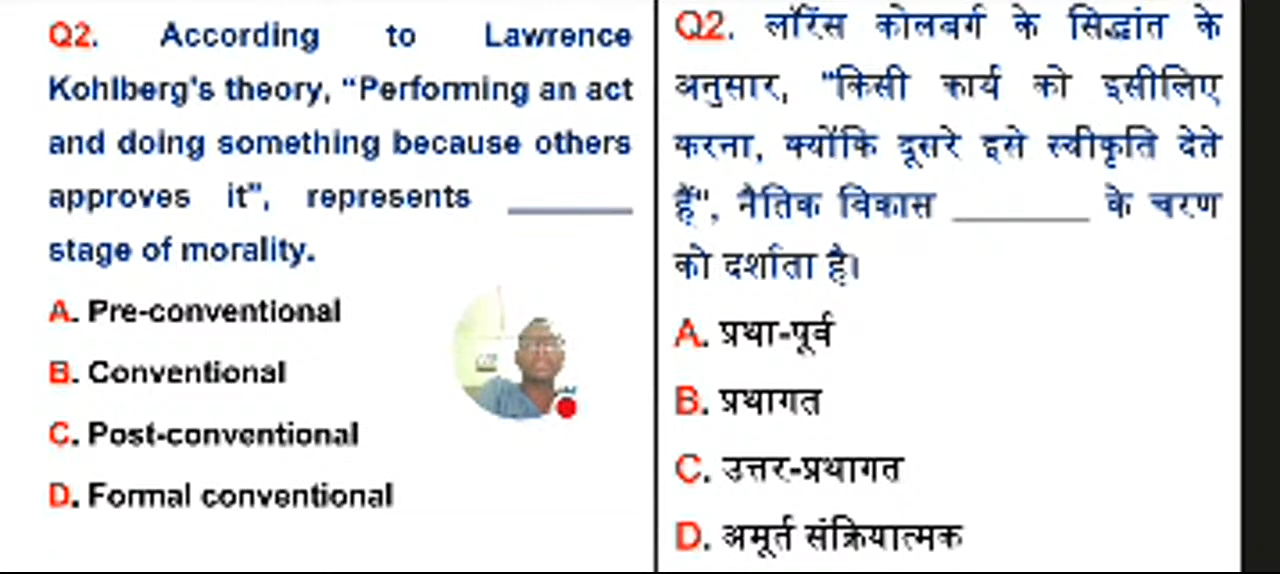 Q2. According to Lawrence
Kohlberg's theory, "Performing an act
and doing something because others
approves it", represents ________
stage of morality.
A. Pre-conventional
B. Conventional
C. Post-conventional
D. Formal conventional
Q2. लॉरेंस कोलबर्ग के सिद्धांत के
अनुसार, "किसी कार्य को इसीलिए
करना, क्योंकि दूसरे इसे स्वीकृति देते
हैं", नैतिक विकास ________ के चरण
को दर्शाता है।
A. प्रथा-पूर्व
B. प्रथागत
C. उत्तर-प्रथागत
D. अमूर्त संक्रियात्मक